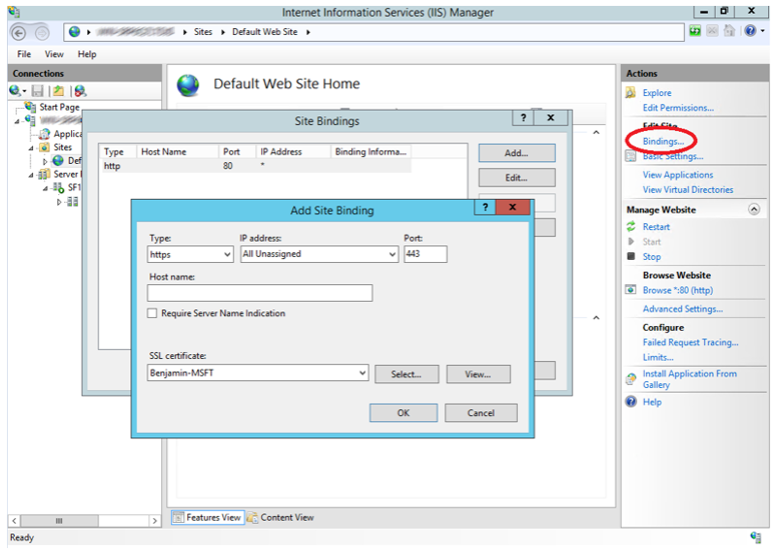 Internet Information Services (IIS) Manager
Sites
Default Web Site
File View Help
Connections
Start Page
Applica
Sites
Def
Server
SF1
Default Web Site Home
Site Bindings
Type Host Name Port IP Address Binding Informa...
http 80 *
Add...
Edit...
Add Site Binding
Type: IP address: Port:
https All Unassigned 443
Host name:
Require Server Name Indication
SSL certificate:
Benjamin-MSFT Select... View...
OK Cancel
Features View Content View
Ready
Actions
Explore
Edit Permissions...
Edit Site
Bindings...
Basic Settings...
View Applications
View Virtual Directories
Manage Website
Restart
Start
Stop
Browse Website
Browse *:80 (http)
Advanced Settings...
Configure
Failed Request Tracing...
Limits...
Install Application From
Gallery
Help